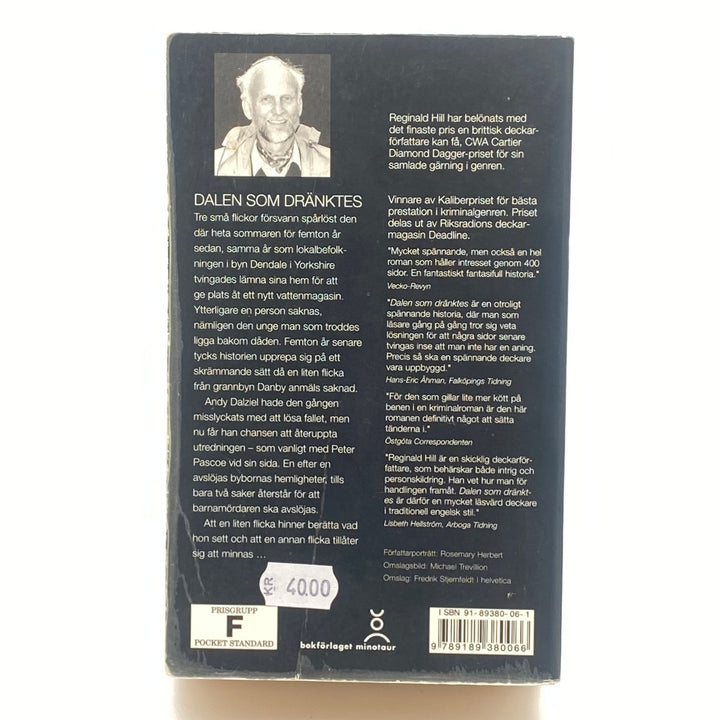 DALEN SOM DRÄNKTES
Tre små flickor försvann spårlöst den
där heta sommaren för femton år
sedan, samma år som lokalbefolk-
ningen i byn Dendale i Yorkshire
tvingades lämna sina hem för att
ge plats åt ett nytt vattenmagasin.
Ytterligare en person saknas,
nämligen den unge man som troddes
ligga bakom dåden. Femton år senare
tycks historien upprepa sig på ett
skrämmande sätt då en liten flicka
från grannbyn Danby anmäls saknad.
Andy Dalziel hade den gången
misslyckats med att lösa fallet, men
nu får han chansen att återuppta
utredningen – som vanligt med Peter
Pascoe vid sin sida. En efter en
avslöjas bybornas hemligheter, tills
bara två saker återstår för att
barnamördaren ska avslöjas.
Att en liten flicka hinner berätta vad
hon sett och att en annan flicka tillåter
sig att minnas ...
Reginald Hill har belönats med
det finaste pris en brittisk deckar-
författare kan få, CWA Cartier
Diamond Dagger-priset för sin
samlade gärning i genren.
Vinnare av Kaliberpriset för bästa
prestation i kriminalgenren. Priset
delas ut av Riksradions deckar-
magasin Deadline.
"Mycket spännande, men också en hel
roman som håller intresset genom 400
sidor. En fantastiskt fantasifull historia."
Vecko-Revyn
"Dalen som dränktes är en otroligt
spännande historia, där man som
läsare gång på gång tror sig veta
lösningen för att några sidor senare
tvingas inse att man inte har en aning.
Precis så ska en spännande deckare
vara uppbyggd."
Hans-Eric Åhman, Falköpings Tidning
"För den som gillar lite mer kött på
benen i en kriminalroman är den här
romanen definitivt något att sätta
tänderna i."
Östgöta Correspondenten
"Reginald Hill är en skicklig deckarför-
fattare, som behärskar både intrig och
personskildring. Han vet hur man för
handlingen framåt. Dalen som dränkt-
es är därför en mycket läsvärd deckare
i traditionell engelsk stil."
Lisbeth Hellström, Arboga Tidning
Författarporträtt: Rosemary Herbert
Omslagsbild: Michael Trevillion
Omslag: Fredrik Stjernfeldt i helvetica
KR 40.00
PRISGRUPP
F
POCKET STANDARD
bokförlaget minotaur
ISBN 91-89380-06-1
9 789189 380066